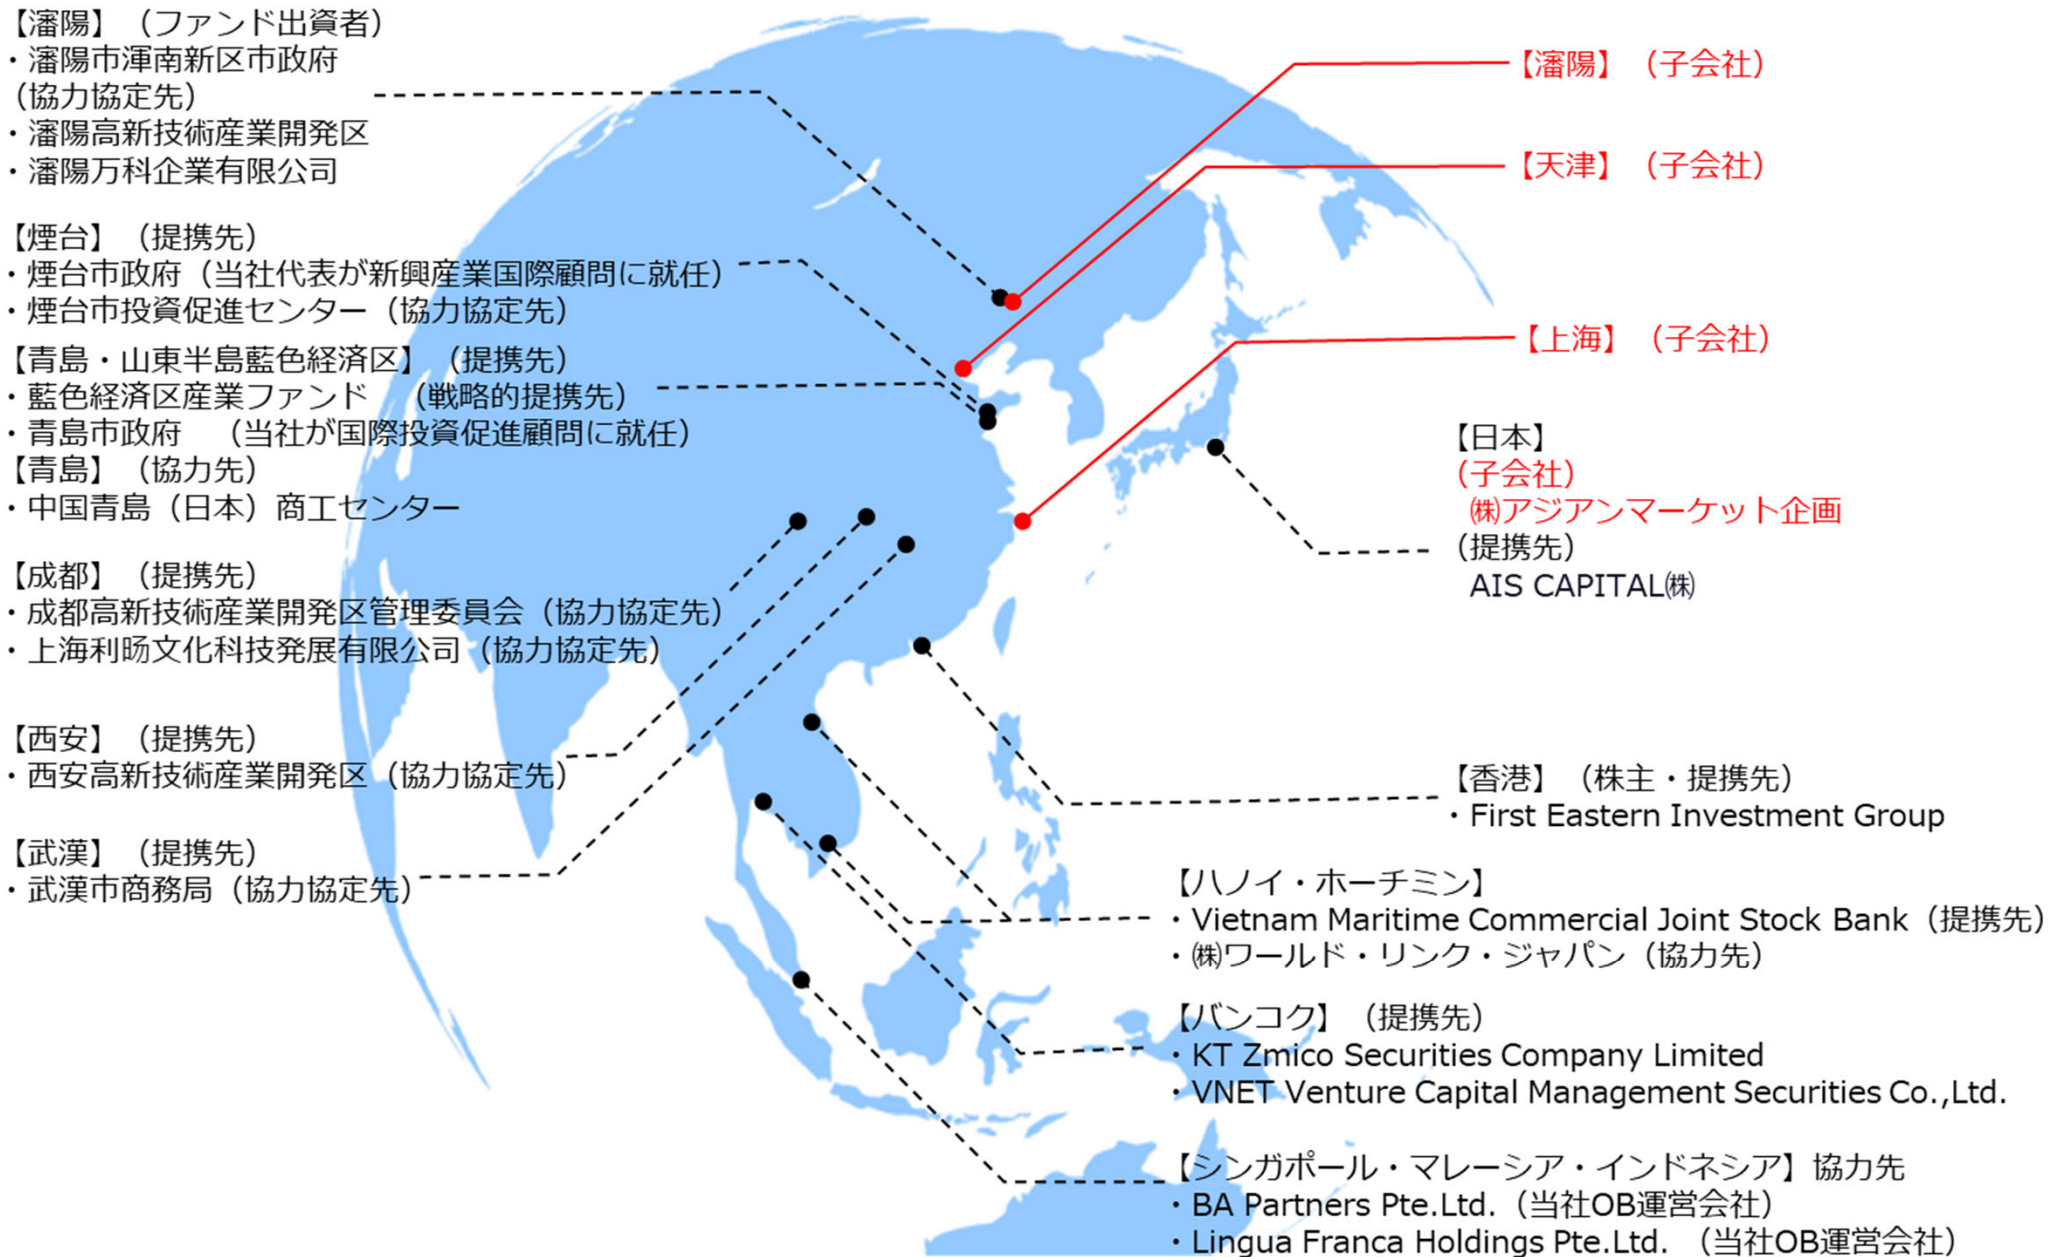 【瀋陽】（ファンド出資者）
・瀋陽市渾南新区市政府
（協力協定先）
・瀋陽高新技術産業開発区
・瀋陽万科企業有限公司
【煙台】（提携先）
・煙台市政府（当社代表が新興産業国際顧問に就任）
・煙台市投資促進センター（協力協定先）
【青島・山東半島藍色経済区】（提携先）
・藍色経済区産業ファンド　（戦略的提携先）
・青島市政府　（当社が国際投資促進顧問に就任）
【青島】（協力先）
・中国青島（日本）商工センター
【成都】（提携先）
・成都高新技術産業開発区管理委員会（協力協定先）
・上海利旸文化科技発展有限公司（協力協定先）
【西安】（提携先）
・西安高新技術産業開発区（協力協定先）
【武漢】（提携先）
・武漢市商務局（協力協定先）
【瀋陽】（子会社）
【天津】（子会社）
【上海】（子会社）
【日本】
（子会社）
㈱アジアンマーケット企画
（提携先）
AIS CAPITAL㈱
【香港】（株主・提携先）
・First Eastern Investment Group
【ハノイ・ホーチミン】
・Vietnam Maritime Commercial Joint Stock Bank（提携先）
・㈱ワールド・リンク・ジャパン（協力先）
【バンコク】（提携先）
・KT Zmico Securities Company Limited
・VNET Venture Capital Management Securities Co.,Ltd.
【シンガポール・マレーシア・インドネシア】協力先
・BA Partners Pte.Ltd.（当社OB運営会社）
・Lingua Franca Holdings Pte.Ltd.（当社OB運営会社）